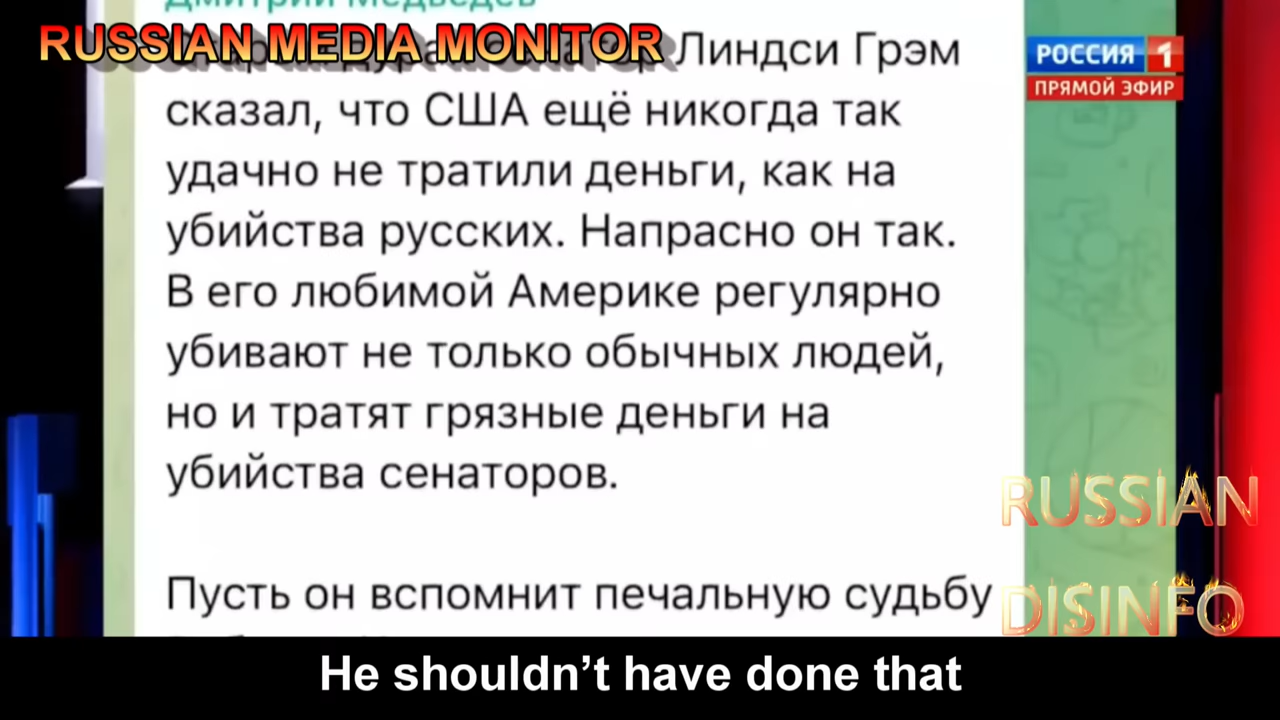 Дмитрий Медведев
RUSSIAN MEDIA MONITOR
РОССИЯ 1
ПРЯМОЙ ЭФИР
Линдси Грэм
сказал, что США ещё никогда так
удачно не тратили деньги, как на
убийства русских. Напрасно он так.
В его любимой Америке регулярно
убивают не только обычных людей,
но и тратят грязные деньги на
убийства сенаторов.
Пусть он вспомнит печальную судьбу
RUSSIAN
DISINFO
He shouldn’t have done that